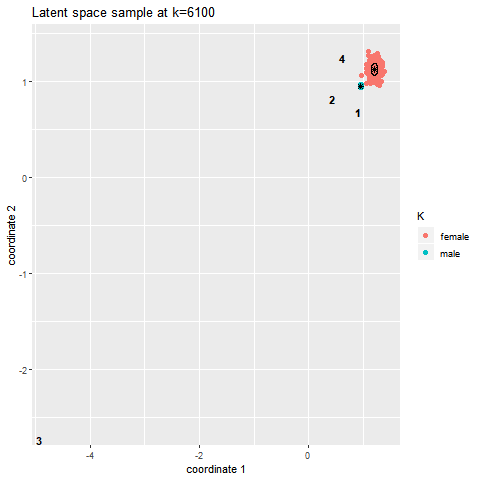 Latent space sample at k=6100
4
2
1
3
1
0
-1
-2
coordinate 2
-4
-2
0
coordinate 1
K
female
male